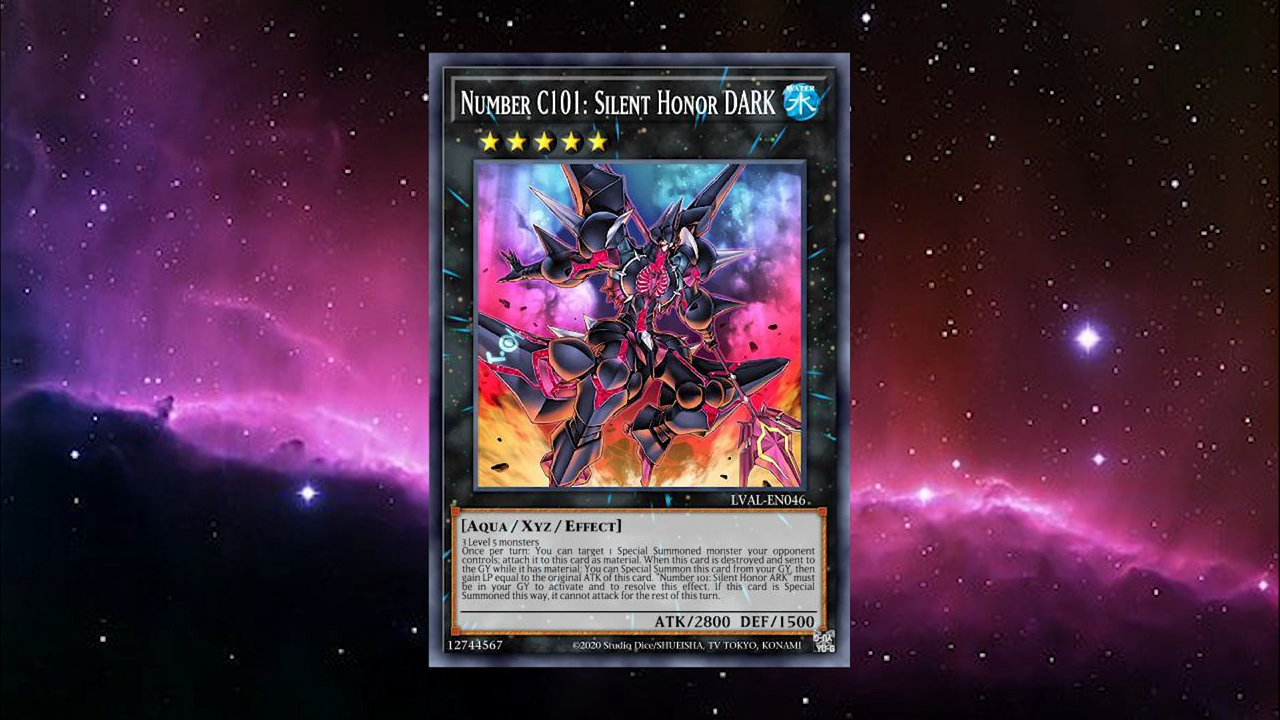 NUMBER C101: SILENT HONOR DARK
WATER
水
LVAL-EN046
[AQUA / XYZ / EFFECT]
3 Level 5 monsters
Once per turn: You can target 1 Special Summoned monster your opponent
controls; attach it to this card as material. When this card is destroyed and sent to
the GY while it has material: You can Special Summon this card from your GY, then
gain LP equal to the original ATK of this card. "Number 101: Silent Honor ARK" must
be in your GY to activate and to resolve this effect. If this card is Special
Summoned this way, it cannot attack for the rest of this turn.
ATK/2800 DEF/1500
12744567
©2020 Studio Dice/SHUEISHA, TV TOKYO, KONAMI